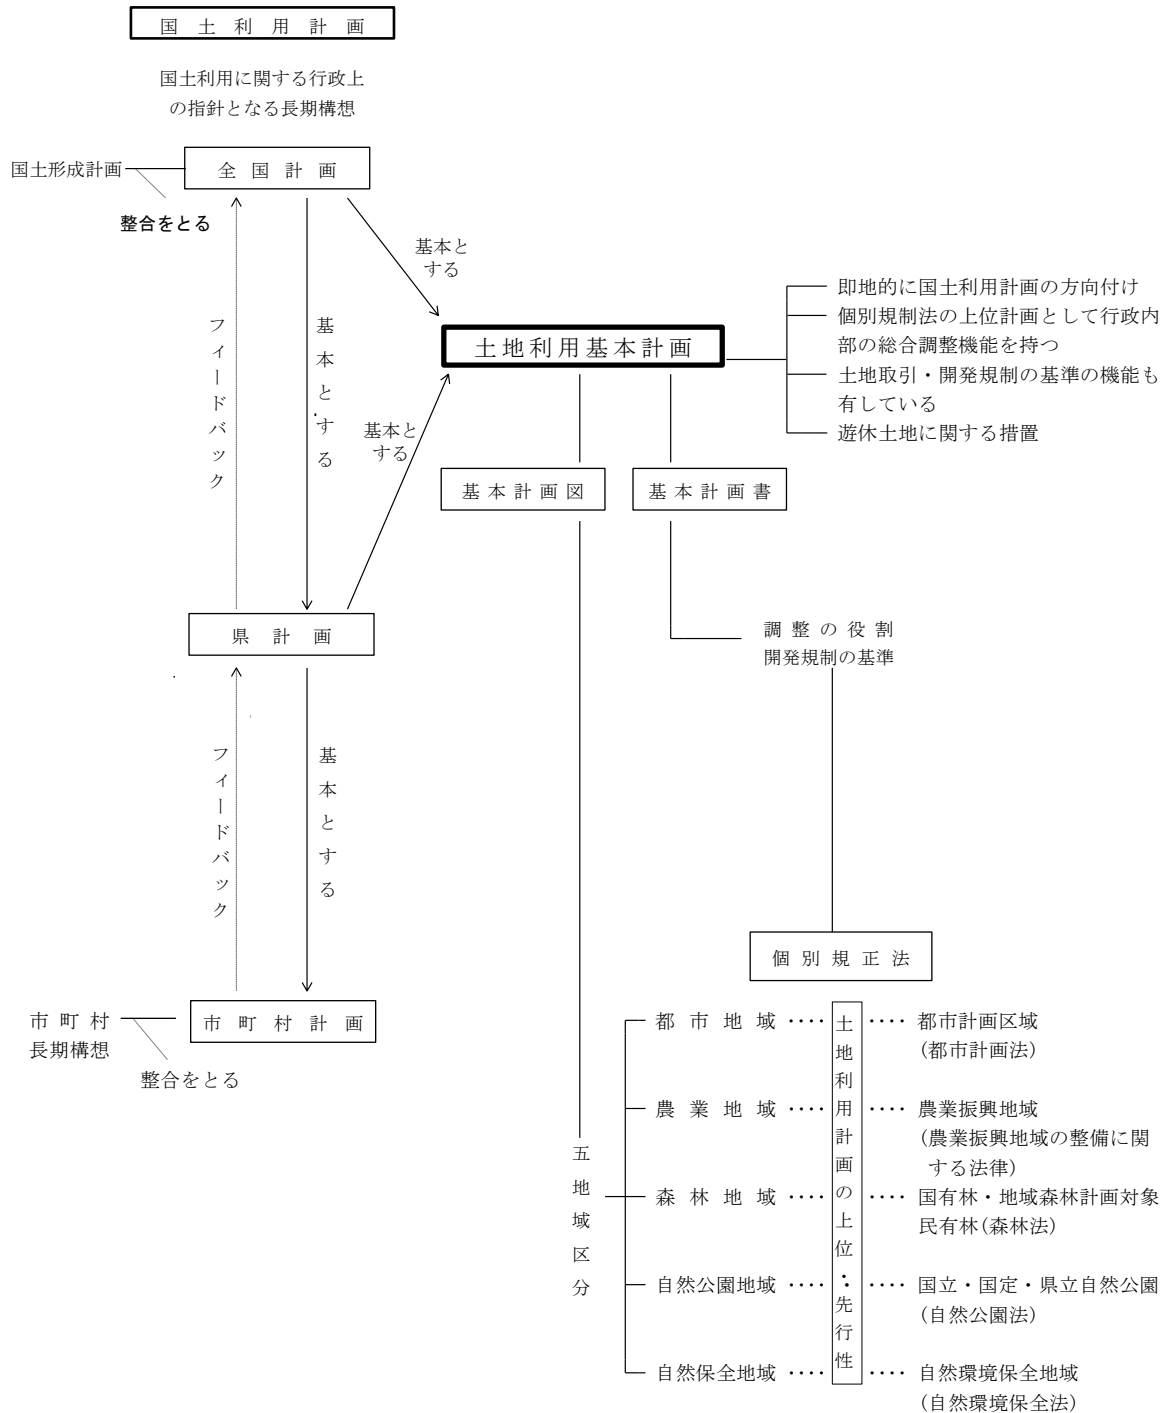 国土利用計画
国土利用に関する行政上
の指針となる長期構想
国土形成計画
全国計画
整合をとる
基本と
する
フィードバック
基本とする
土地利用基本計画
即地的に国土利用計画の方向付け
個別規制法の上位計画として行政内
部の総合調整機能を持つ
土地取引・開発規制の基準の機能も
有している
遊休土地に関する措置
基本と
する
基本計画図
基本計画書
県計画
調整の役割
開発規制の基準
フィードバック
基本とする
個別規正法
市町村
長期構想
市町村計画
整合をとる
五地域区分
土地利用計画の上位・先行性
都市地域 ････ ････ 都市計画区域
(都市計画法)
農業地域 ････ ････ 農業振興地域
(農業振興地域の整備に関
する法律)
森林地域 ････ ････ 国有林・地域森林計画対象
民有林(森林法)
自然公園地域 ････ ････ 国立・国定・県立自然公園
(自然公園法)
自然保全地域 ････ ････ 自然環境保全地域
(自然環境保全法)